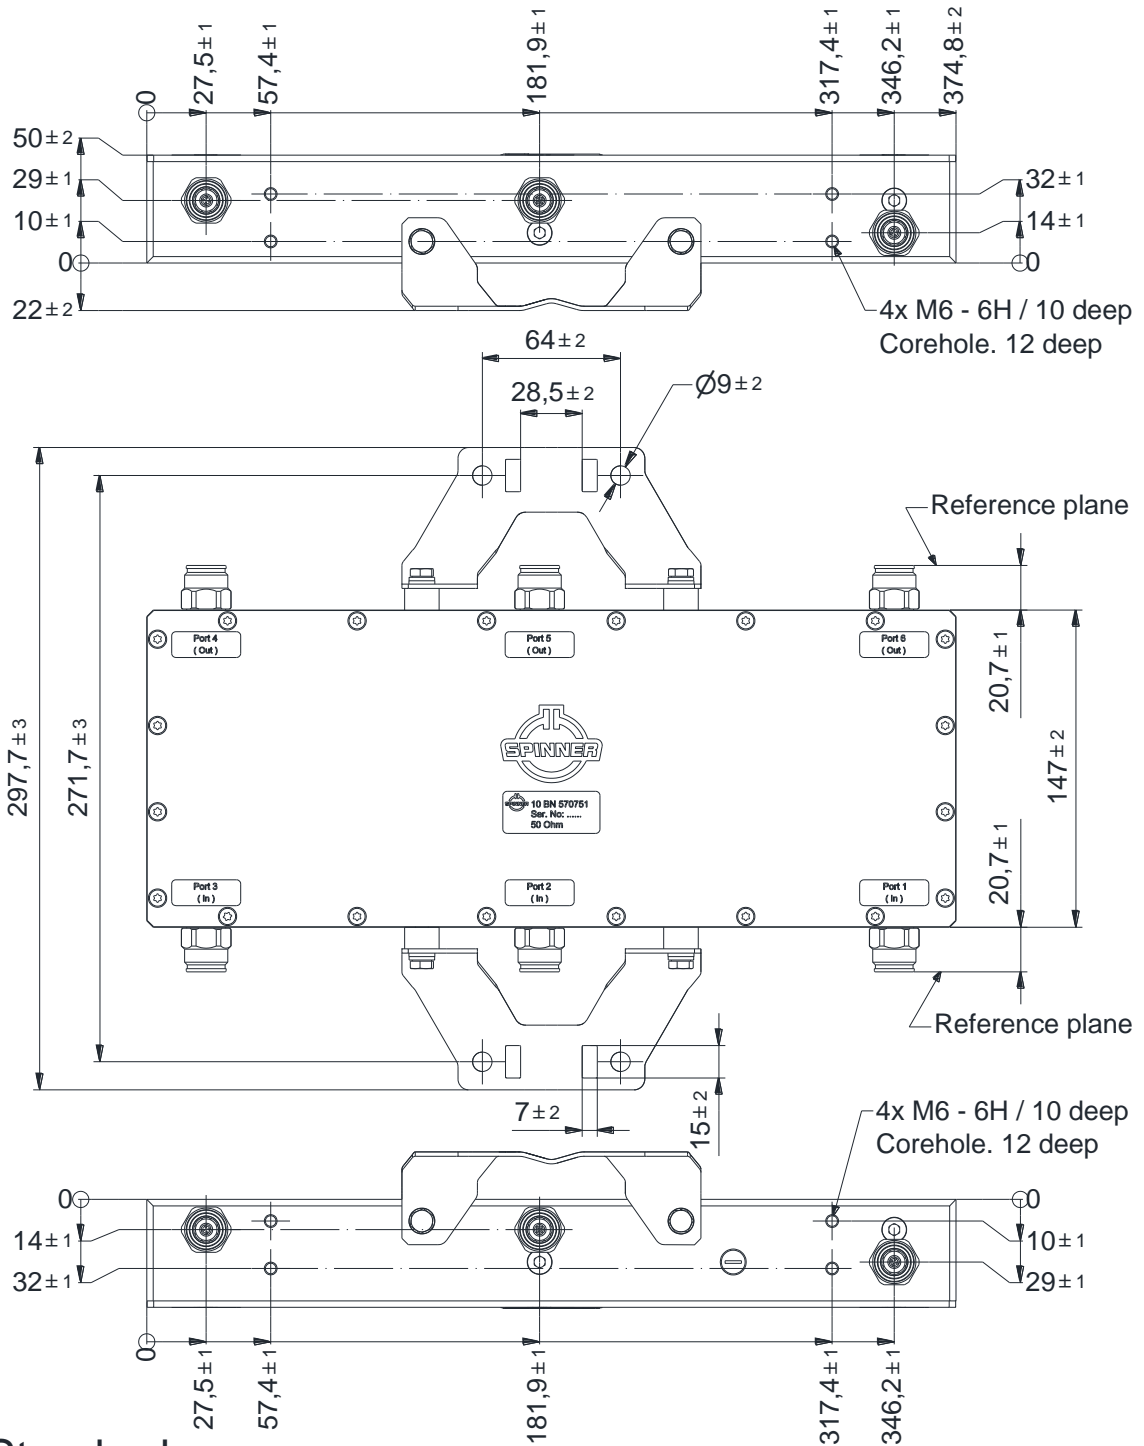 0
27,5±1
57,4±1
181,9±1
317,4±1
346,2±1
374,8±2
50±2
29±1
10±1
0
22±2
32±1
14±1
0
4x M6 - 6H / 10 deep
Corehole. 12 deep
64±2
28,5±2
Ø9±2
Reference plane
Port 4
( Out )
Port 5
( Out )
Port 6
( Out )
20,7±1
297,7±3
271,7±3
147±2
SPINNER
SPINNER
10 BN 570751
Ser. No: ......
50 Ohm
20,7±1
Port 3
( In )
Port 2
( In )
Port 1
( In )
Reference plane
7±2
15±2
4x M6 - 6H / 10 deep
Corehole. 12 deep
0
14±1
32±1
0
10±1
29±1
0
27,5±1
57,4±1
181,9±1
317,4±1
346,2±1